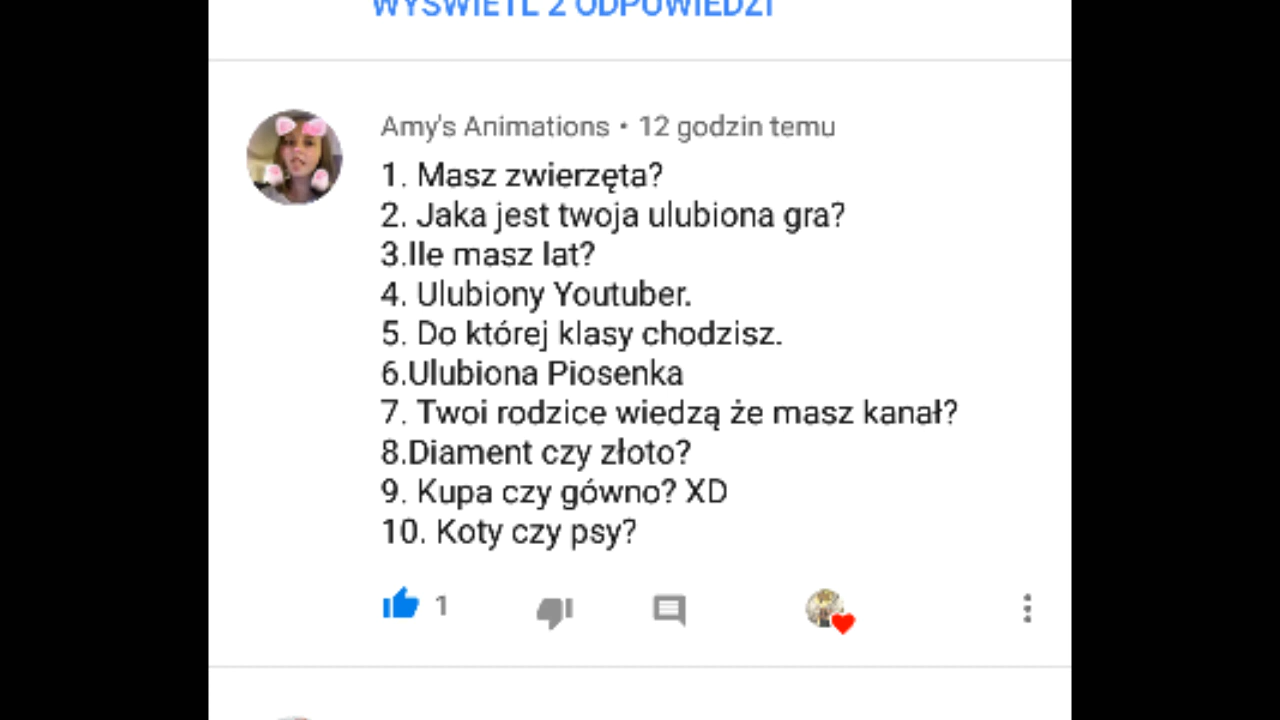 WYŚWIETL 2 ODPOWIEDZI
Amy's Animations • 12 godzin temu
1. Masz zwierzęta?
2. Jaka jest twoja ulubiona gra?
3.Ile masz lat?
4. Ulubiony Youtuber.
5. Do której klasy chodzisz.
6.Ulubiona Piosenka
7. Twoi rodzice wiedzą że masz kanał?
8.Diament czy złoto?
9. Kupa czy gówno? XD
10. Koty czy psy?
1